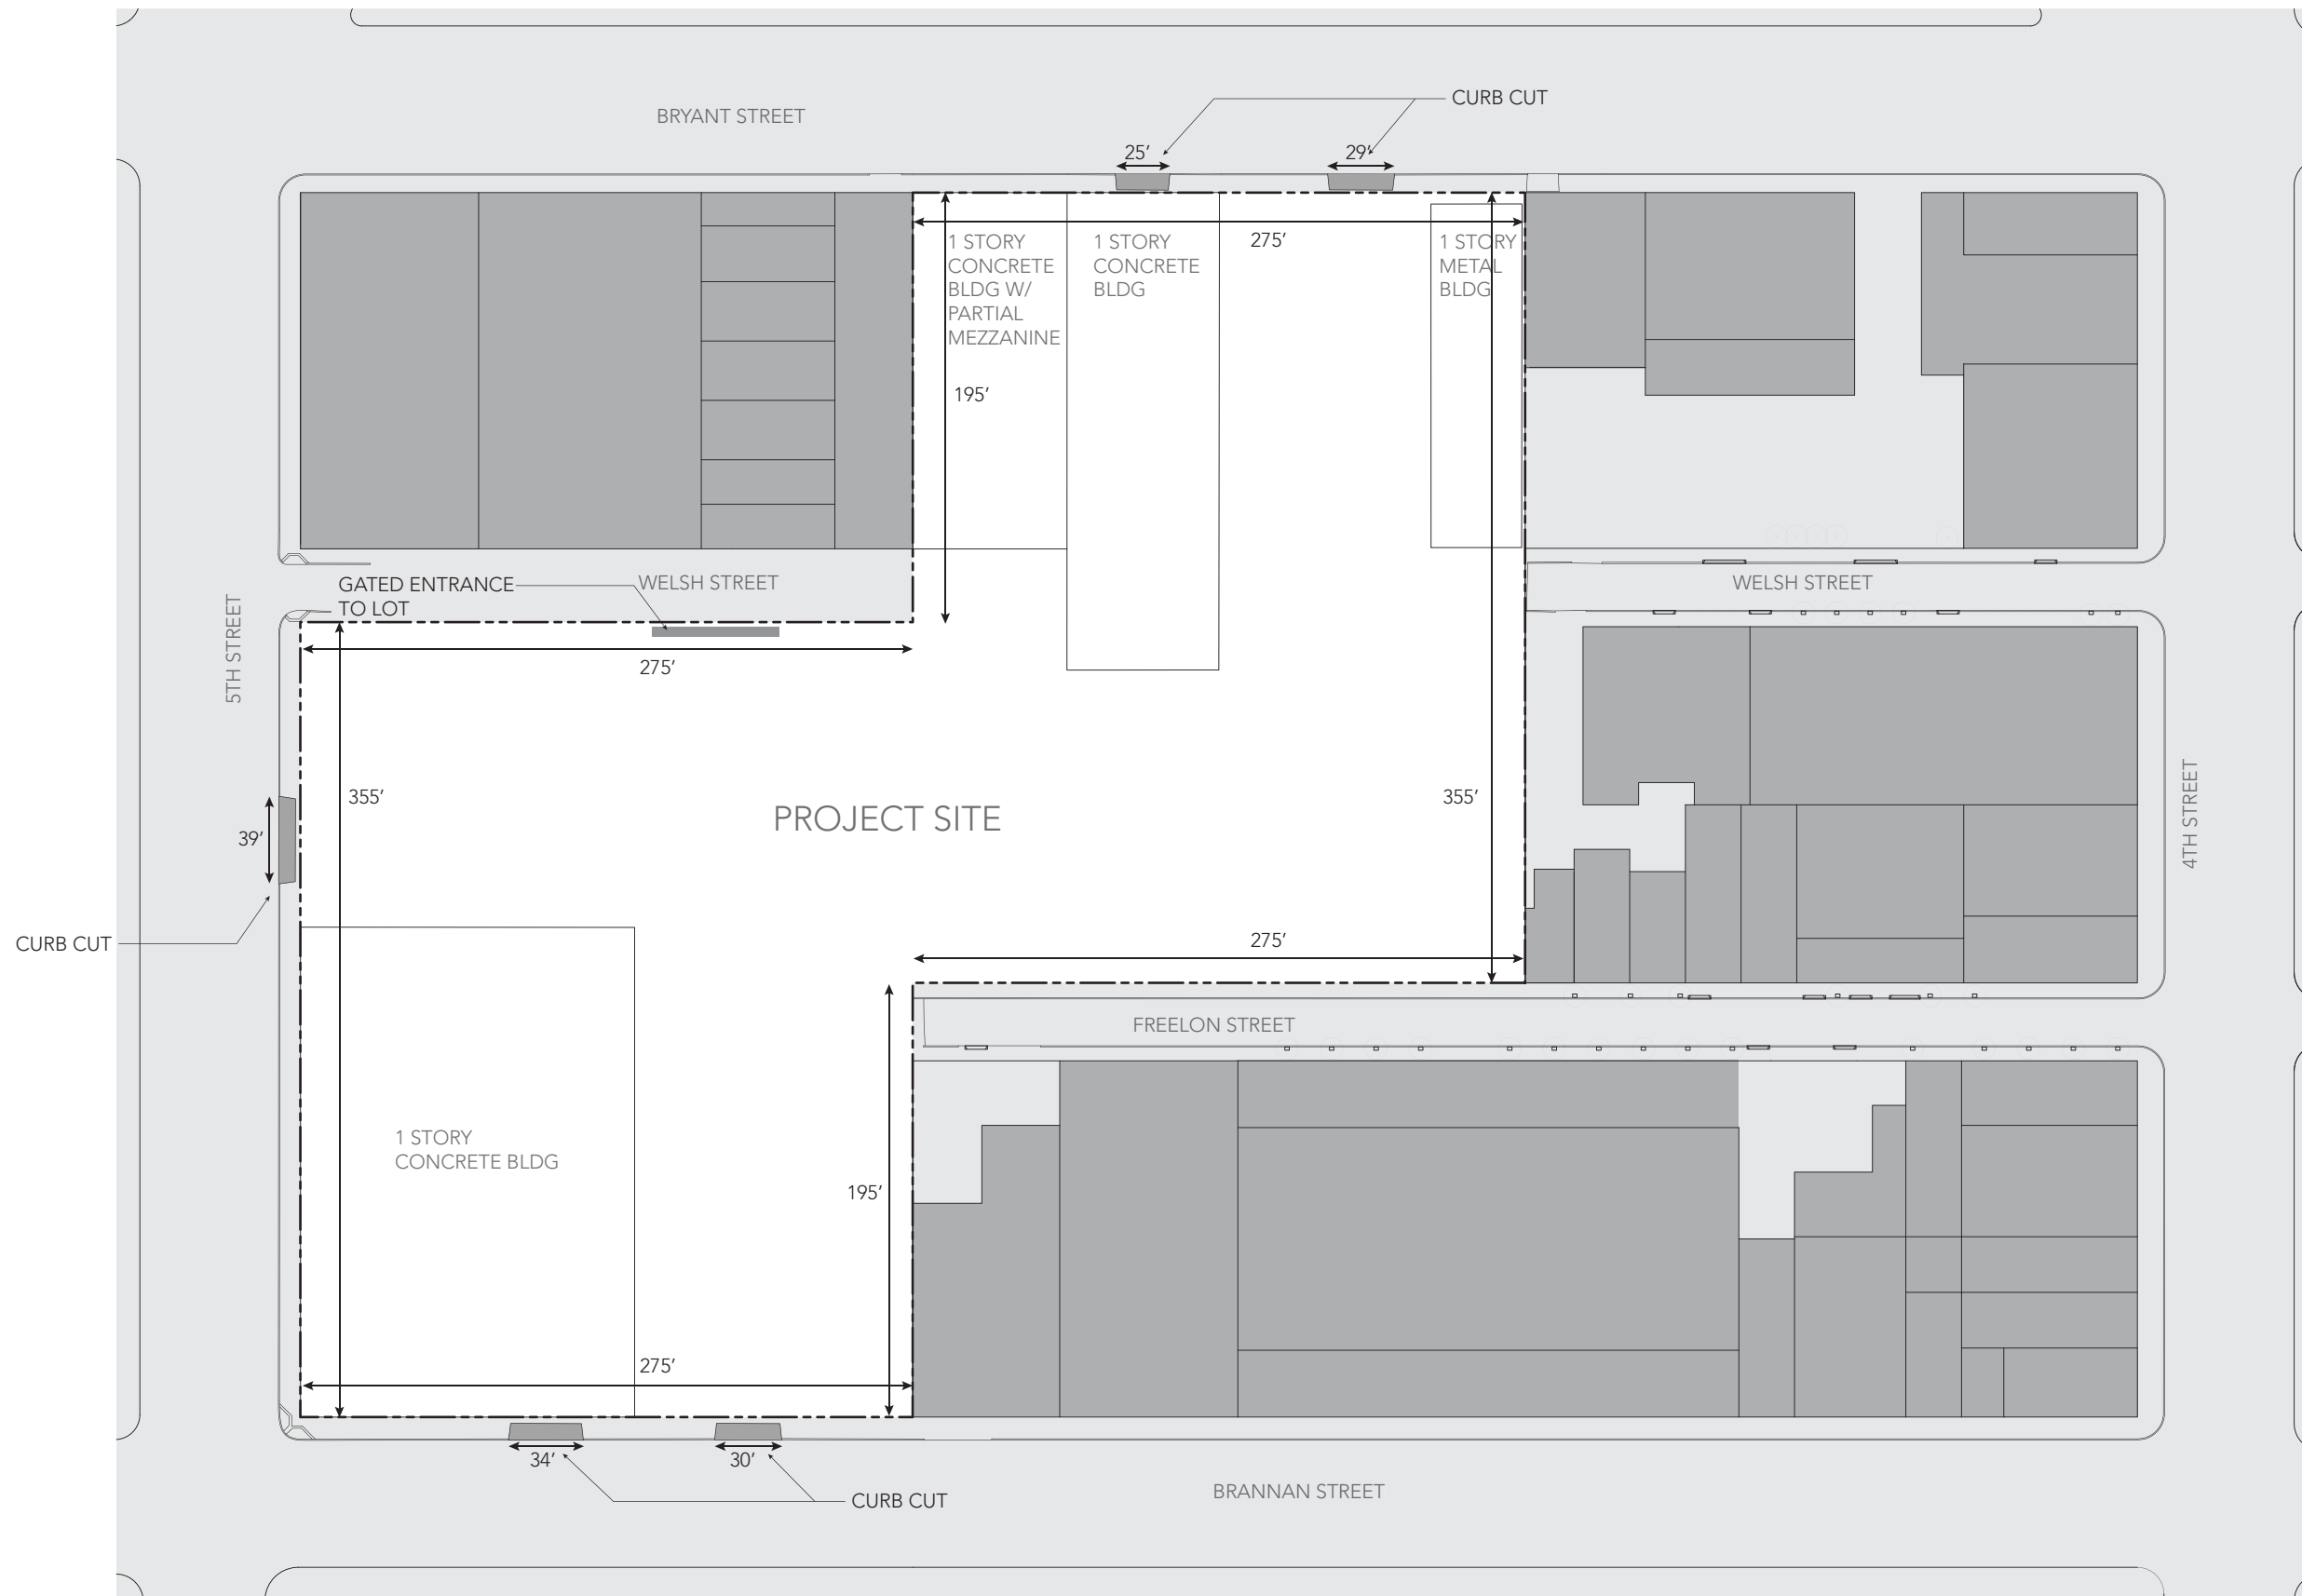 CURB CUT
BRYANT STREET
25’
29’
275’
1 STORY
CONCRETE
BLDG W/
PARTIAL
MEZZANINE
1 STORY
CONCRETE
BLDG
1 STORY
METAL
BLDG
195’
GATED ENTRANCE
TO LOT
WELSH STREET
WELSH STREET
5TH STREET
275’
355’
PROJECT SITE
355’
4TH STREET
39’
CURB CUT
275’
FREELON STREET
1 STORY
CONCRETE BLDG
195’
275’
34’
30’
CURB CUT
BRANNAN STREET